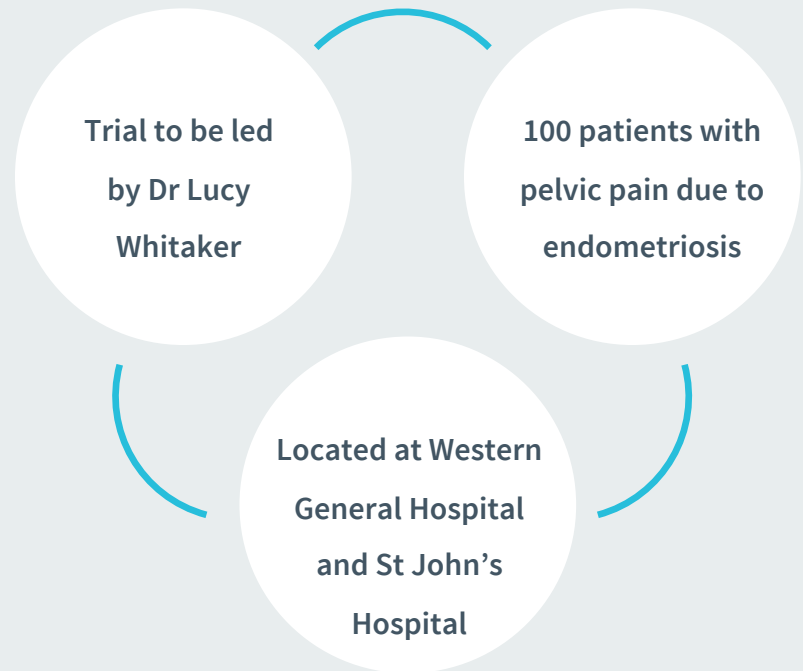 Trial to be led
by Dr Lucy
Whitaker
100 patients with
pelvic pain due to
endometriosis
Located at Western
General Hospital
and St John’s
Hospital